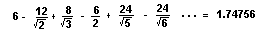 6 - 12/√2 + 8/√3 - 6/2 + 24/√5 - 24/√6 ... = 1.74756